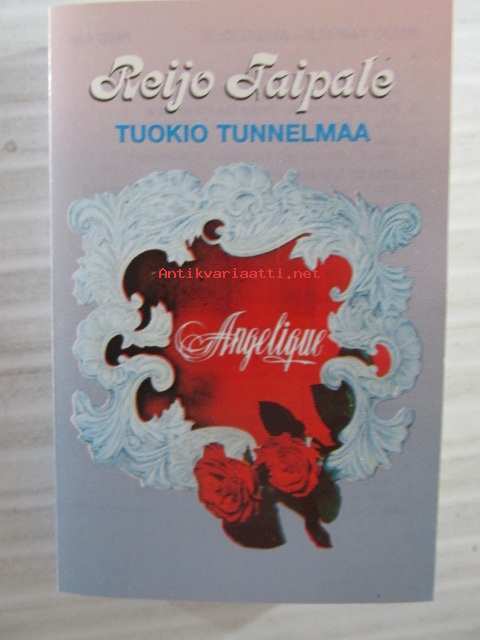 Reijo Taipale
TUOKIO TUNNELMAA
Antikvariaatti.net
Angelique